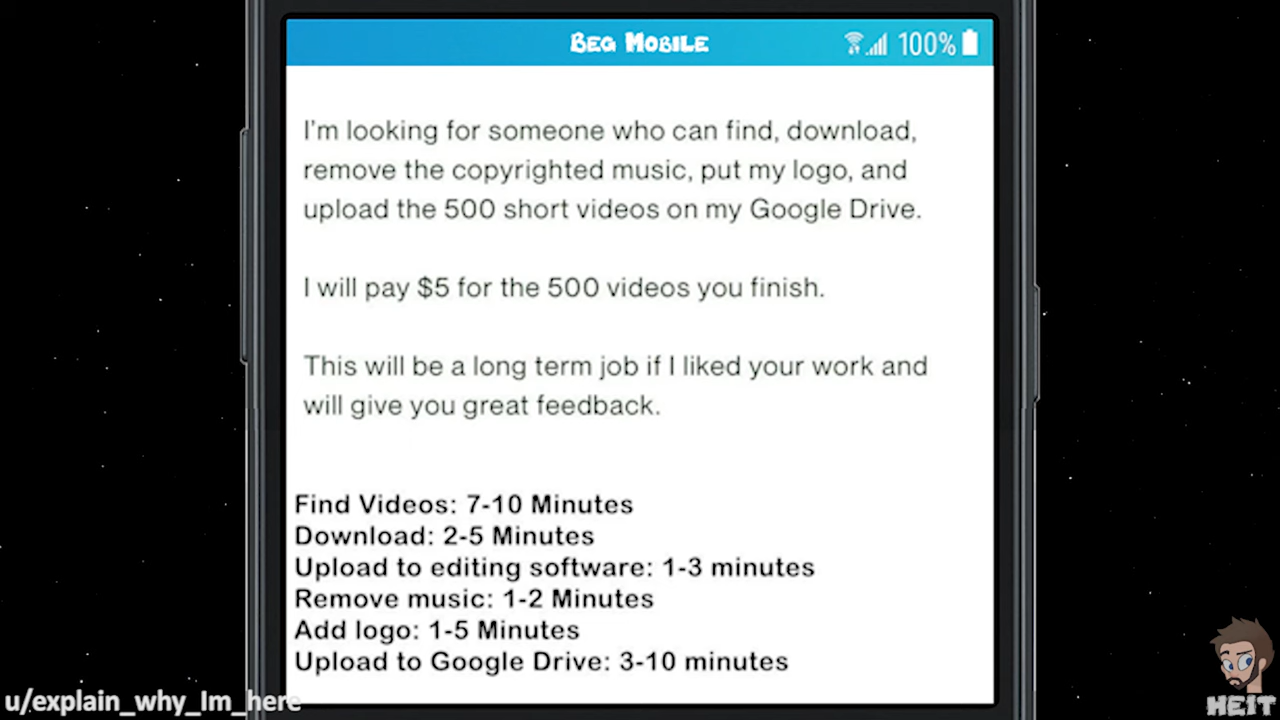 Beg Mobile
100%
I'm looking for someone who can find, download,
remove the copyrighted music, put my logo, and
upload the 500 short videos on my Google Drive.
I will pay $5 for the 500 videos you finish.
This will be a long term job if I liked your work and
will give you great feedback.
Find Videos: 7-10 Minutes
Download: 2-5 Minutes
Upload to editing software: 1-3 minutes
Remove music: 1-2 Minutes
Add logo: 1-5 Minutes
Upload to Google Drive: 3-10 minutes
u/explain_why_Im_here
HEIT